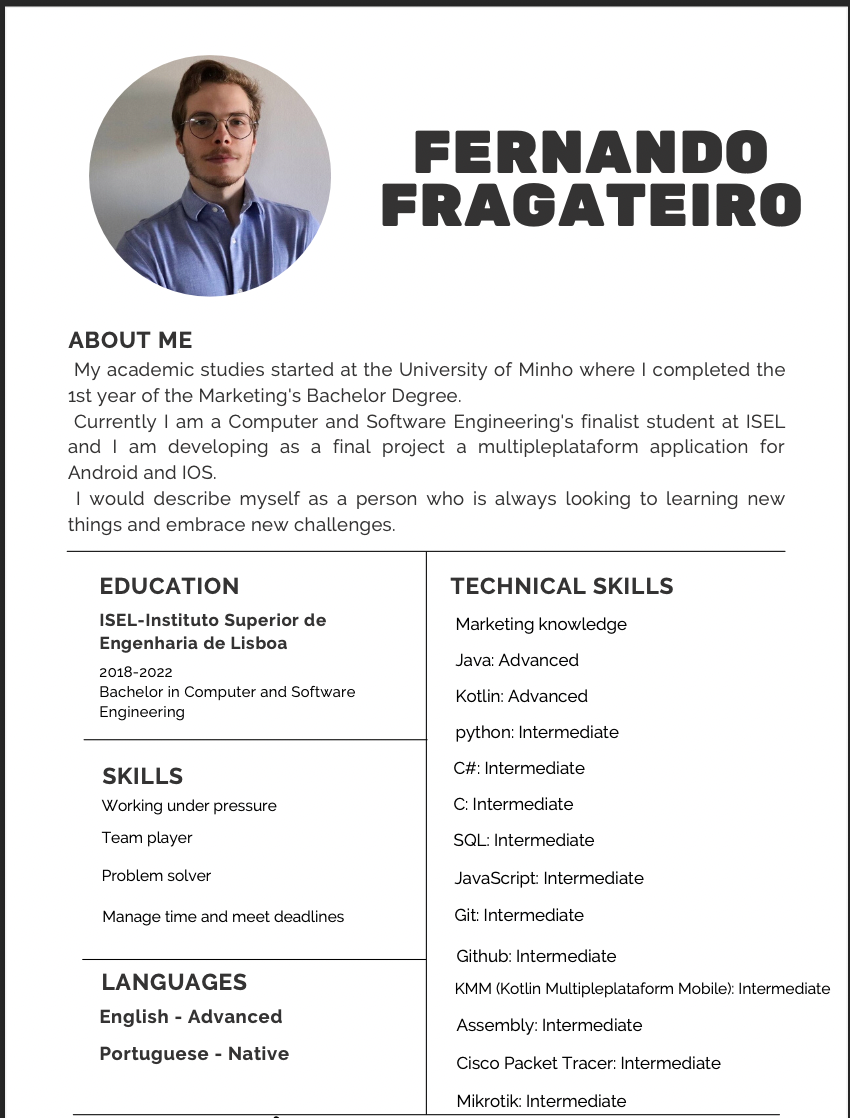 FERNANDO
FRAGATEIRO
ABOUT ME
My academic studies started at the University of Minho where I completed the
1st year of the Marketing's Bachelor Degree.
Currently I am a Computer and Software Engineering's finalist student at ISEL
and I am developing as a final project a multipleplataform application for
Android and IOS.
I would describe myself as a person who is always looking to learning new
things and embrace new challenges.
EDUCATION
ISEL-Instituto Superior de
Engenharia de Lisboa
2018-2022
Bachelor in Computer and Software
Engineering
SKILLS
Working under pressure
Team player
Problem solver
Manage time and meet deadlines
LANGUAGES
English - Advanced
Portuguese - Native
TECHNICAL SKILLS
Marketing knowledge
Java: Advanced
Kotlin: Advanced
python: Intermediate
C#: Intermediate
C: Intermediate
SQL: Intermediate
JavaScript: Intermediate
Git: Intermediate
Github: Intermediate
KMM (Kotlin Multipleplataform Mobile): Intermediate
Assembly: Intermediate
Cisco Packet Tracer: Intermediate
Mikrotik: Intermediate